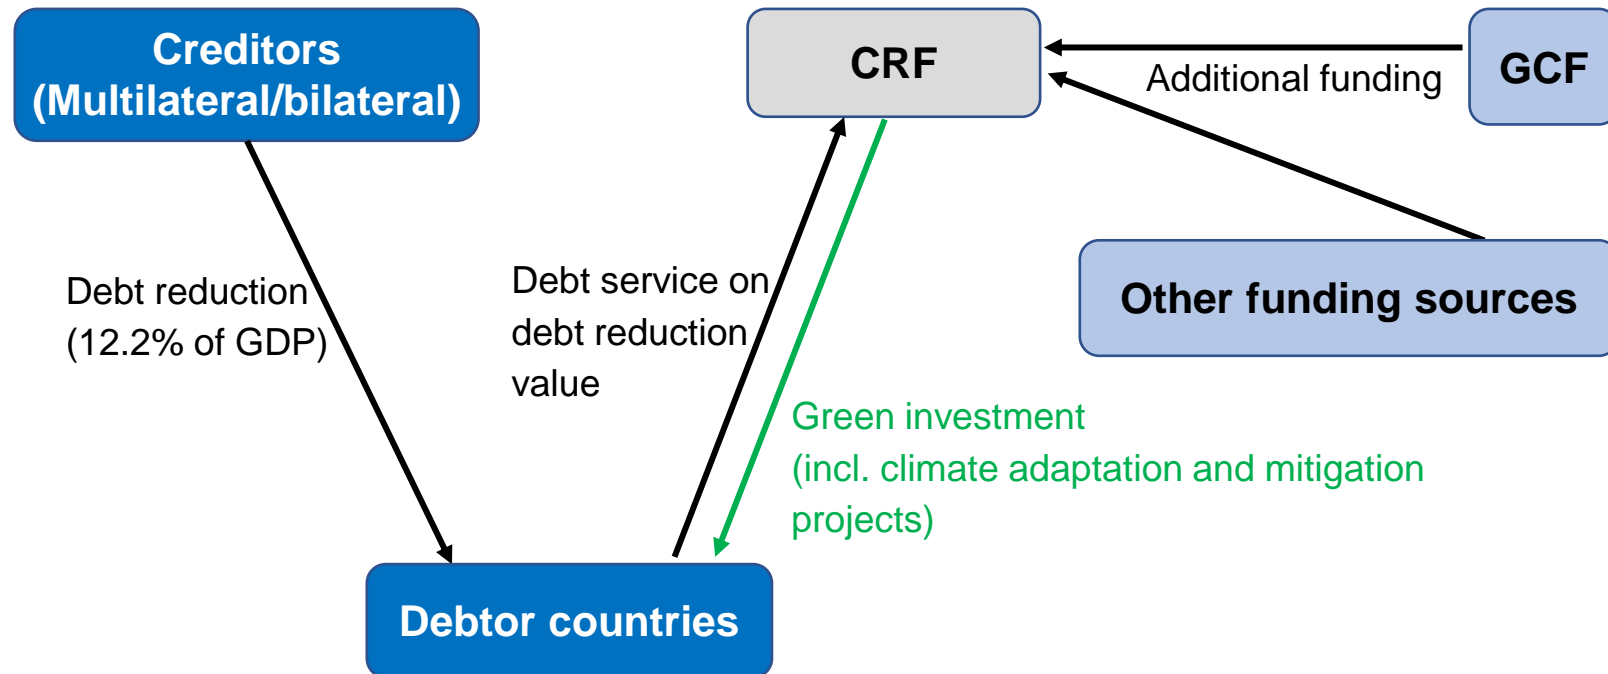 Creditors
(Multilateral/bilateral)
CRF
Additional funding
GCF
Other funding sources
Debt reduction
(12.2% of GDP)
Debt service on
debt reduction
value
Green investment
(incl. climate adaptation and mitigation
projects)
Debtor countries